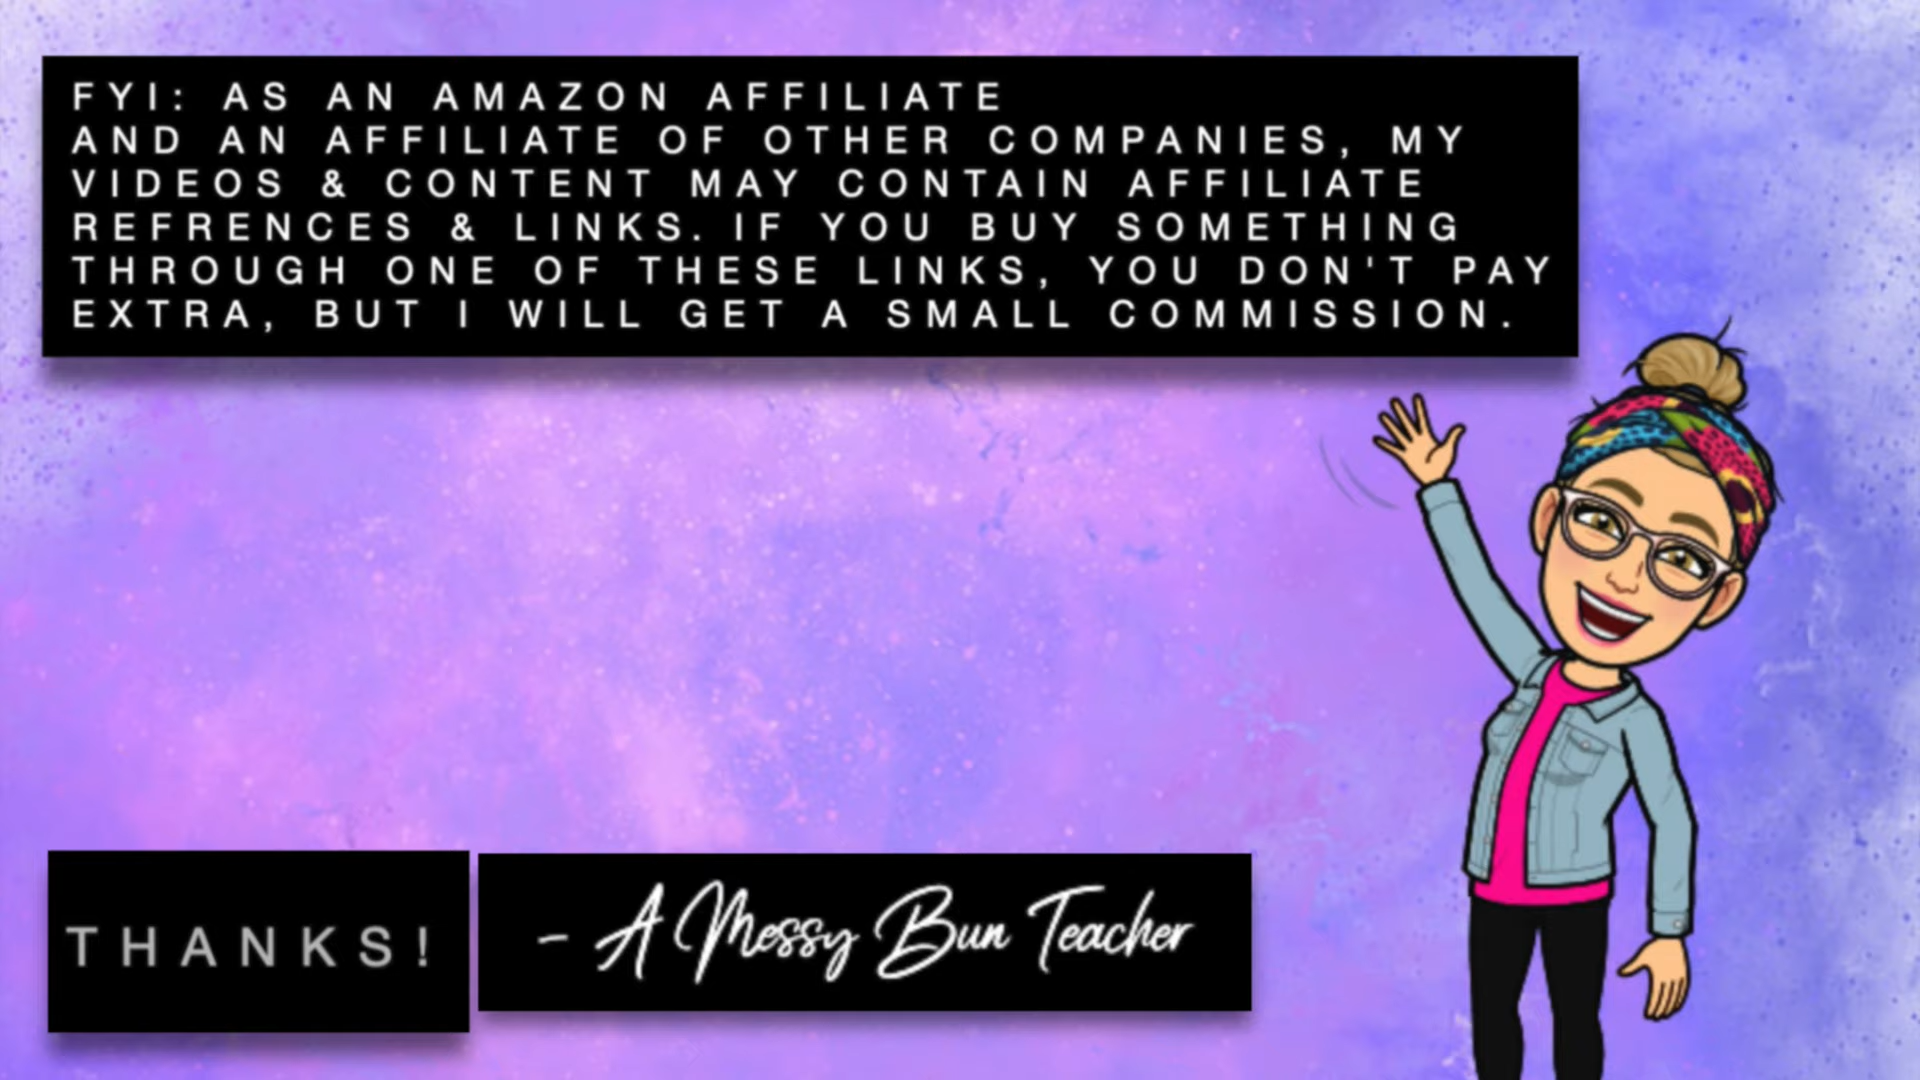 FYI: AS AN AMAZON AFFILIATE
AND AN AFFILIATE OF OTHER COMPANIES, MY
VIDEOS & CONTENT MAY CONTAIN AFFILIATE
REFRENCES & LINKS. IF YOU BUY SOMETHING
THROUGH ONE OF THESE LINKS, YOU DON'T PAY
EXTRA, BUT I WILL GET A SMALL COMMISSION.
THANKS!
- A Messy Bun Teacher